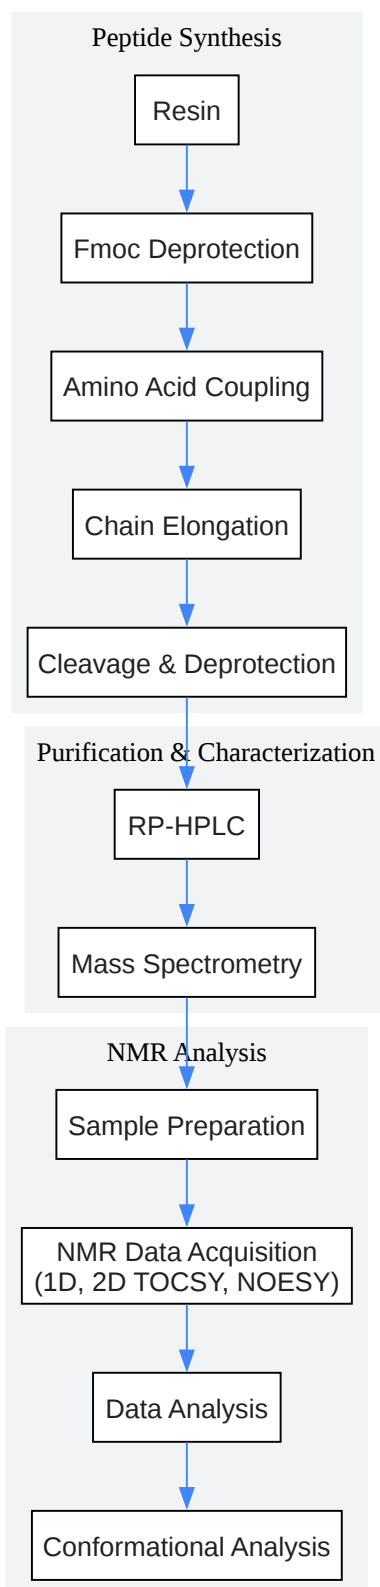 Peptide Synthesis
Resin
Fmoc Deprotection
Amino Acid Coupling
Chain Elongation
Cleavage & Deprotection
Purification & Characterization
RP-HPLC
Mass Spectrometry
NMR Analysis
Sample Preparation
NMR Data Acquisition
(1D, 2D TOCSY, NOESY)
Data Analysis
Conformational Analysis